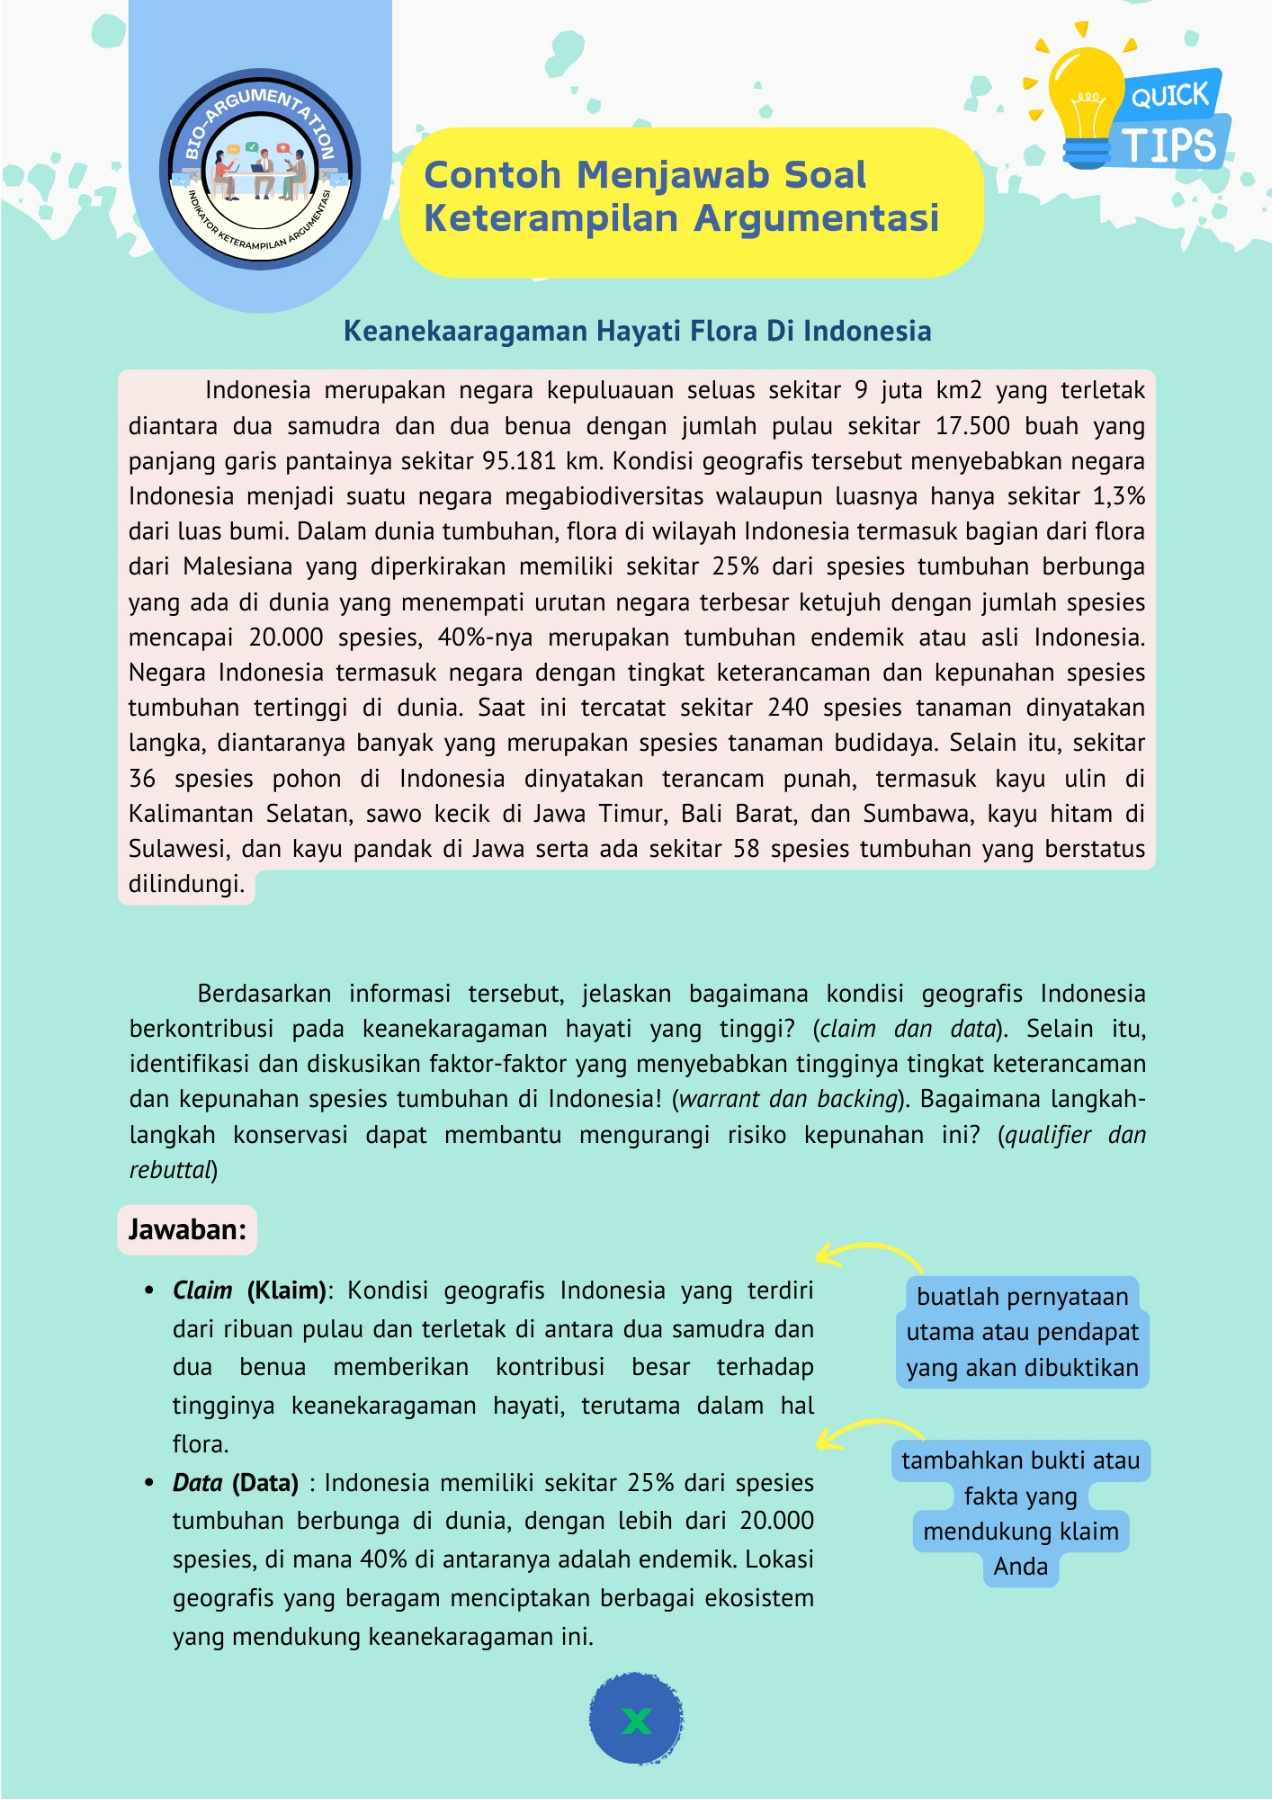 BIO-ARGUMENTATION
INDIKATOR KETERAMPILAN ARGUMENTASI
QUICK
TIPS
Contoh Menjawab Soal
Keterampilan Argumentasi
Keanekaaragaman Hayati Flora Di Indonesia
Indonesia merupakan negara kepuluauan seluas sekitar 9 juta km2 yang terletak
diantara dua samudra dan dua benua dengan jumlah pulau sekitar 17.500 buah yang
panjang garis pantainya sekitar 95.181 km. Kondisi geografis tersebut menyebabkan negara
Indonesia menjadi suatu negara megabiodiversitas walaupun luasnya hanya sekitar 1,3%
dari luas bumi. Dalam dunia tumbuhan, flora di wilayah Indonesia termasuk bagian dari flora
dari Malesiana yang diperkirakan memiliki sekitar 25% dari spesies tumbuhan berbunga
yang ada di dunia yang menempati urutan negara terbesar ketujuh dengan jumlah spesies
mencapai 20.000 spesies, 40%-nya merupakan tumbuhan endemik atau asli Indonesia.
Negara Indonesia termasuk negara dengan tingkat keterancaman dan kepunahan spesies
tumbuhan tertinggi di dunia. Saat ini tercatat sekitar 240 spesies tanaman dinyatakan
langka, diantaranya banyak yang merupakan spesies tanaman budidaya. Selain itu, sekitar
36 spesies pohon di Indonesia dinyatakan terancam punah, termasuk kayu ulin di
Kalimantan Selatan, sawo kecik di Jawa Timur, Bali Barat, dan Sumbawa, kayu hitam di
Sulawesi, dan kayu pandak di Jawa serta ada sekitar 58 spesies tumbuhan yang berstatus
dilindungi.
Berdasarkan informasi tersebut, jelaskan bagaimana kondisi geografis Indonesia
berkontribusi pada keanekaragaman hayati yang tinggi? (claim dan data). Selain itu,
identifikasi dan diskusikan faktor-faktor yang menyebabkan tingginya tingkat keterancaman
dan kepunahan spesies tumbuhan di Indonesia! (warrant dan backing). Bagaimana langkah-
langkah konservasi dapat membantu mengurangi risiko kepunahan ini? (qualifier dan
rebuttal)
Jawaban:
• Claim (Klaim): Kondisi geografis Indonesia yang terdiri
dari ribuan pulau dan terletak di antara dua samudra dan
dua benua memberikan kontribusi besar terhadap
tingginya keanekaragaman hayati, terutama dalam hal
flora.
• Data (Data) : Indonesia memiliki sekitar 25% dari spesies
tumbuhan berbunga di dunia, dengan lebih dari 20.000
spesies, di mana 40% di antaranya adalah endemik. Lokasi
geografis yang beragam menciptakan berbagai ekosistem
yang mendukung keanekaragaman ini.
buatlah pernyataan
utama atau pendapat
yang akan dibuktikan
tambahkan bukti atau
fakta yang
mendukung klaim
Anda
x